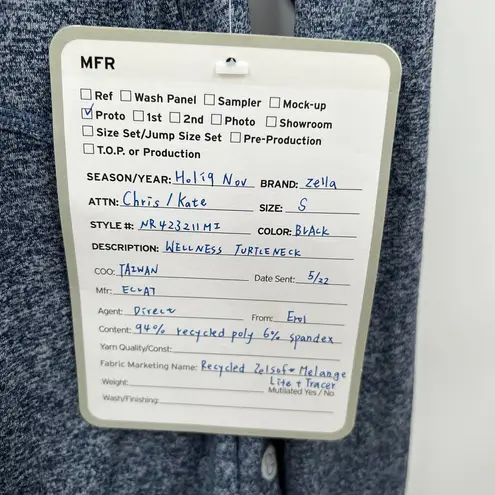 MFR
☐ Ref ☐ Wash Panel ☐ Sampler ☐ Mock-up
☑ Proto ☐ 1st ☐ 2nd ☐ Photo ☐ Showroom
☐ Size Set/Jump Size Set ☐ Pre-Production
☐ T.O.P. or Production
SEASON/YEAR: Holi9 Nov BRAND: Zella
ATTN: Chris / Kate SIZE: S
STYLE #: NR423211MI COLOR: BLACK
DESCRIPTION: WELLNESS TURTLENECK
COO: TAIWAN Date Sent: 5/22
Mfr: ECLAT
Agent: Direct From: Erol
Content: 94% recycled poly 6% spandex
Yarn Quality/Const:
Fabric Marketing Name: Recycled Zelsoft Melange
Lite + Tracer
Weight: Mutilated Yes / No
Wash/Finishing: